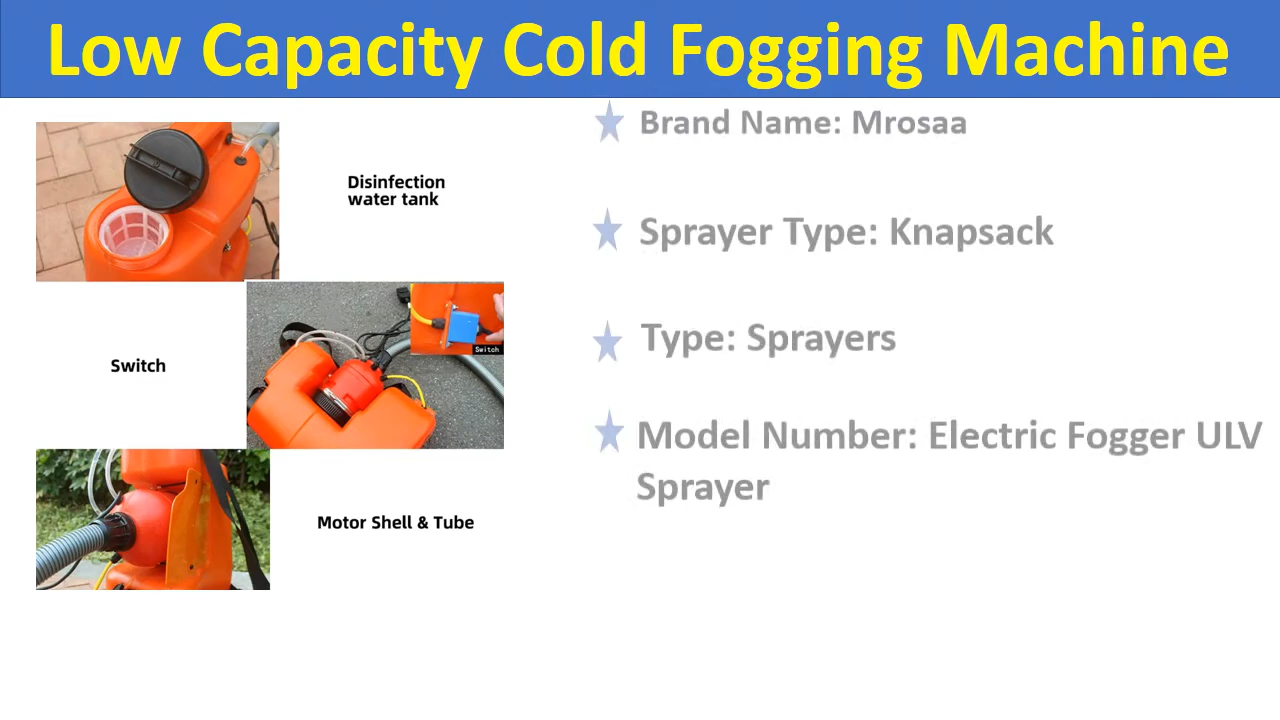 Low Capacity Cold Fogging Machine
Brand Name: Mrosaa
Disinfection
water tank
Sprayer Type: Knapsack
Type: Sprayers
Switch
Switch
Model Number: Electric Fogger ULV
Sprayer
Motor Shell & Tube